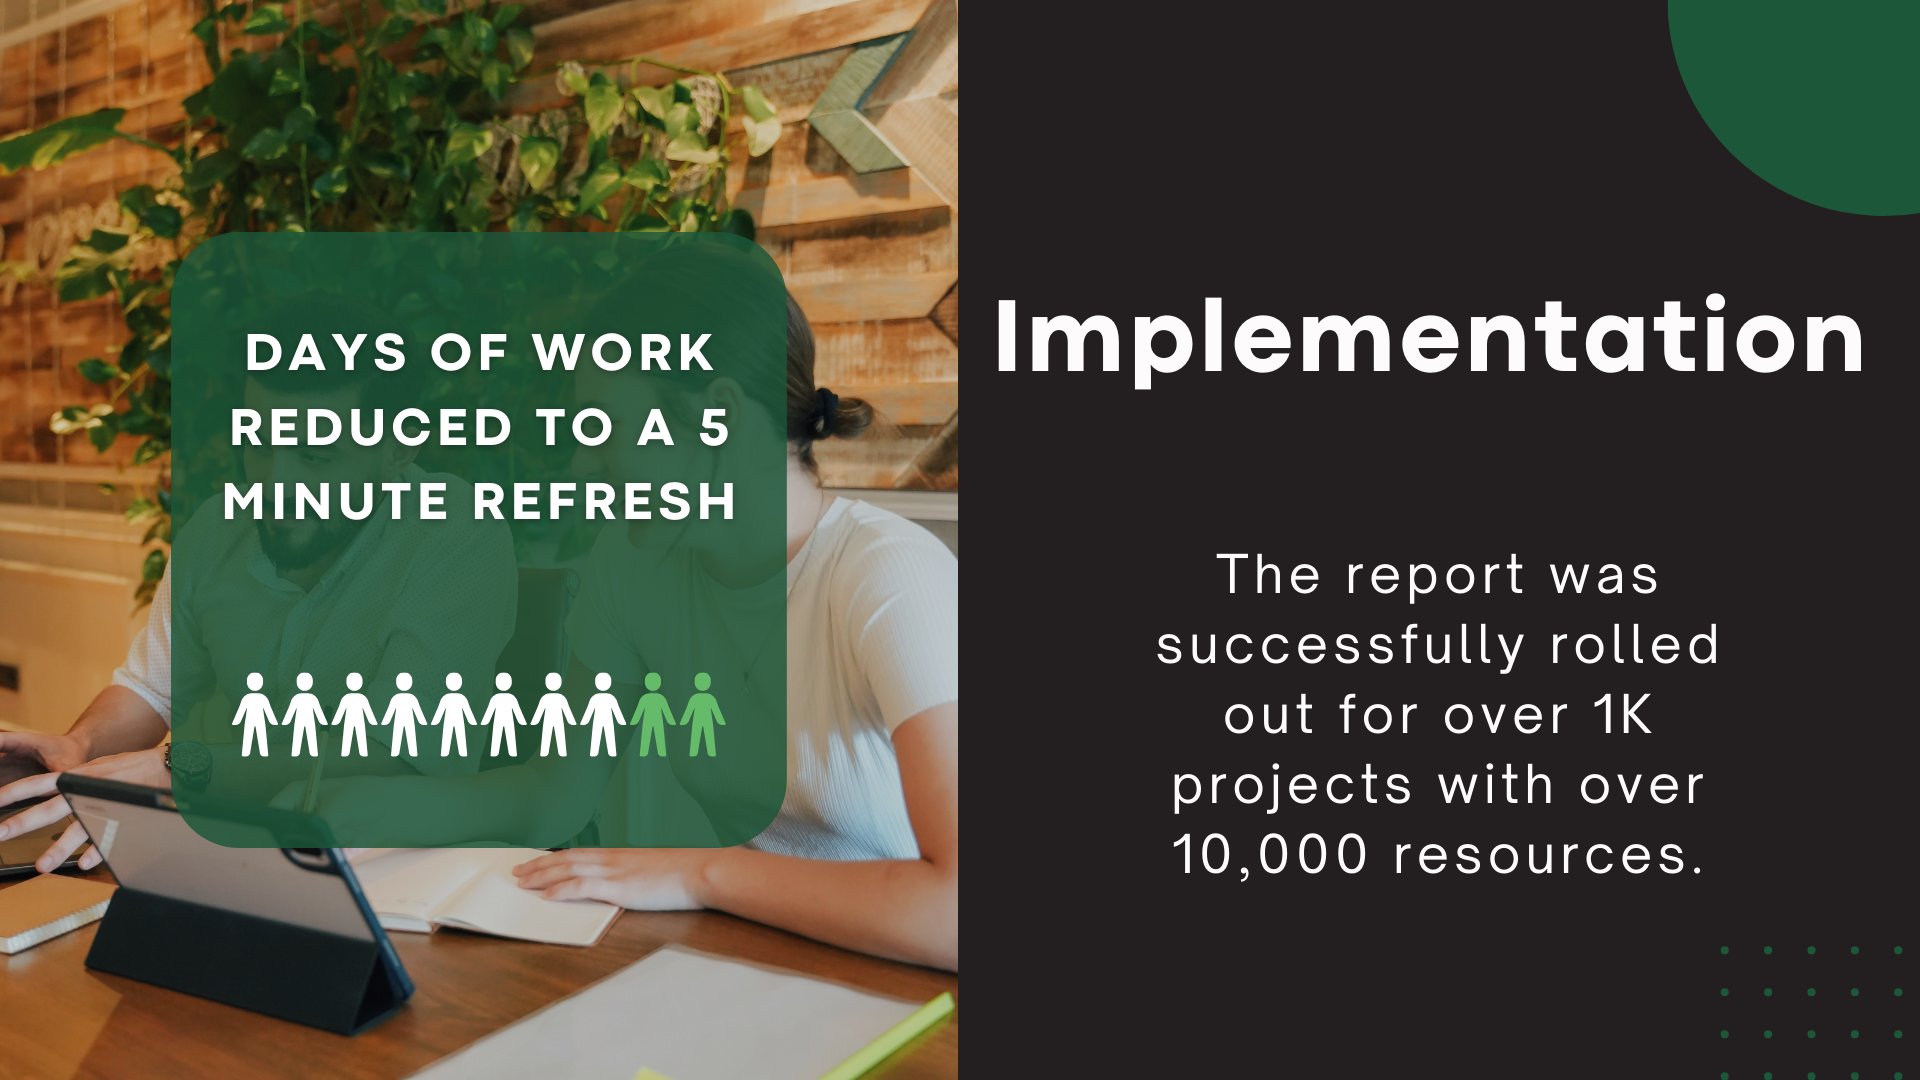 DAYS OF WORK
REDUCED TO A 5
MINUTE REFRESH
Implementation
The report was
successfully rolled
out for over 1K
projects with over
10,000 resources.